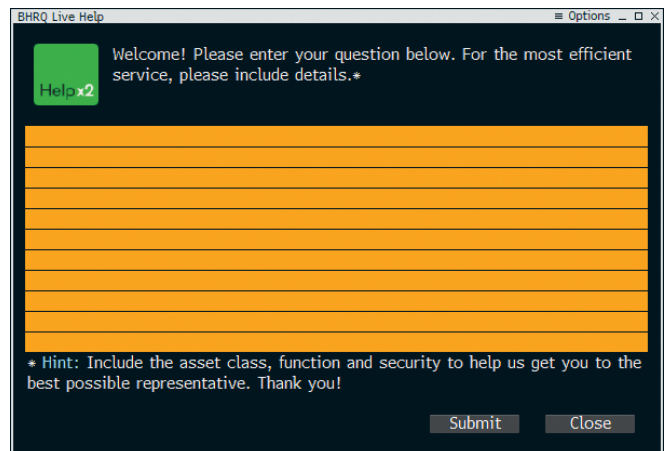 BHRQ Live Help ≡ Options _ □ ×
Welcome! Please enter your question below. For the most efficient
service, please include details.*
Helpx2
* Hint: Include the asset class, function and security to help us get you to the
best possible representative. Thank you!
Submit Close